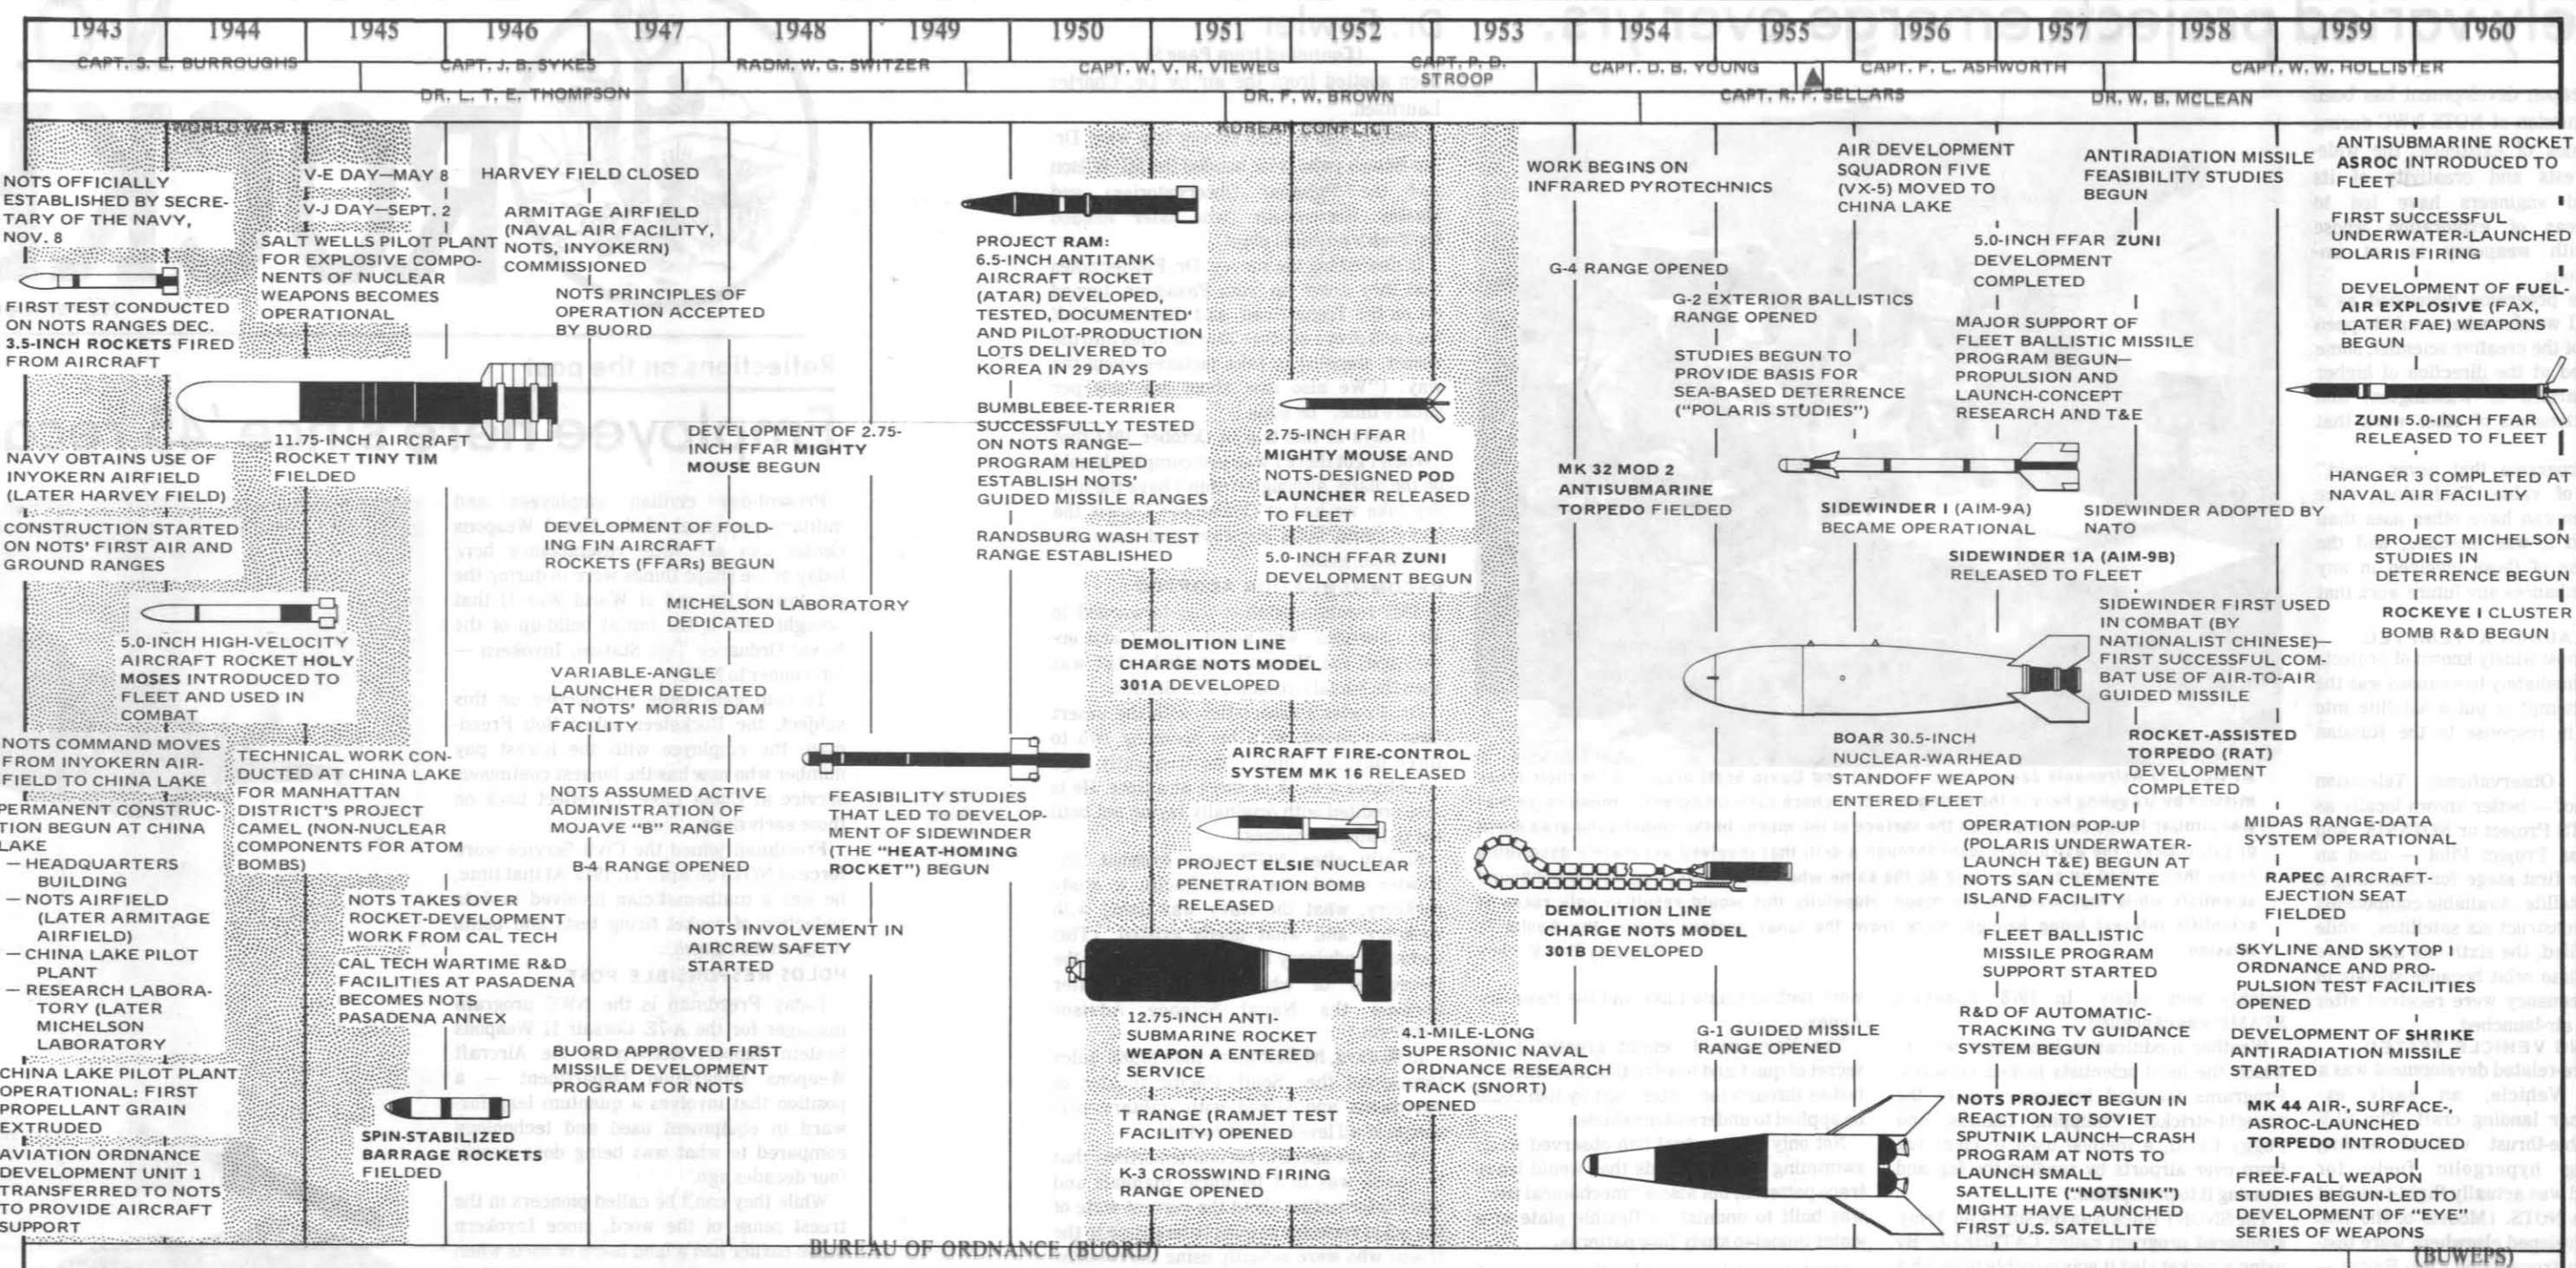 1943 1944 1945 1946 1947 1948 1949 1950 1951 1952 1953 1954 1955 1956 1957 1958 1959 1960
CAPT. S. E. BURROUGHS
CAPT. J. B. SYKES
RADM. W. G. SWITZER
CAPT. W. V. R. VIEWEG
CAPT. P. D.
STROOP
CAPT. D. B. YOUNG
CAPT. F. L. ASHWORTH
CAPT. W. W. HOLLISTER
DR. L. T. E. THOMPSON
DR. F. W. BROWN
CAPT. R. F. SELLARS
DR. W. B. MCLEAN
WORLD WAR II
KOREAN CONFLICT
NOTS OFFICIALLY
ESTABLISHED BY SECRE-
TARY OF THE NAVY,
NOV. 8
FIRST TEST CONDUCTED
ON NOTS RANGES DEC.
3.5-INCH ROCKETS FIRED
FROM AIRCRAFT
NAVY OBTAINS USE OF
INYOKERN AIRFIELD
(LATER HARVEY FIELD)
CONSTRUCTION STARTED
ON NOTS' FIRST AIR AND
GROUND RANGES
5.0-INCH HIGH-VELOCITY
AIRCRAFT ROCKET HOLY
MOSES INTRODUCED TO
FLEET AND USED IN
COMBAT
NOTS COMMAND MOVES
FROM INYOKERN AIR-
FIELD TO CHINA LAKE
PERMANENT CONSTRUC-
TION BEGUN AT CHINA
LAKE
— HEADQUARTERS
BUILDING
— NOTS AIRFIELD
(LATER ARMITAGE
AIRFIELD)
— CHINA LAKE PILOT
PLANT
— RESEARCH LABORA-
TORY (LATER
MICHELSON
LABORATORY
CHINA LAKE PILOT PLANT
OPERATIONAL: FIRST
PROPELLANT GRAIN
EXTRUDED
AVIATION ORDNANCE
DEVELOPMENT UNIT 1
TRANSFERRED TO NOTS
TO PROVIDE AIRCRAFT
SUPPORT
V-E DAY—MAY 8
V-J DAY—SEPT. 2
SALT WELLS PILOT PLANT
FOR EXPLOSIVE COMPO-
NENTS OF NUCLEAR
WEAPONS BECOMES
OPERATIONAL
11.75-INCH AIRCRAFT
ROCKET TINY TIM
FIELDED
TECHNICAL WORK CON-
DUCTED AT CHINA LAKE
FOR MANHATTAN
DISTRICT'S PROJECT
CAMEL (NON-NUCLEAR
COMPONENTS FOR ATOM
BOMBS)
NOTS TAKES OVER
ROCKET-DEVELOPMENT
WORK FROM CAL TECH
CAL TECH WARTIME R&D
FACILITIES AT PASADENA
BECOMES NOTS
PASADENA ANNEX
SPIN-STABILIZED
BARRAGE ROCKETS
FIELDED
HARVEY FIELD CLOSED
ARMITAGE AIRFIELD
(NAVAL AIR FACILITY,
NOTS, INYOKERN)
COMMISSIONED
NOTS PRINCIPLES OF
OPERATION ACCEPTED
BY BUORD
DEVELOPMENT OF FOLD-
ING FIN AIRCRAFT
ROCKETS (FFARs) BEGUN
DEVELOPMENT OF 2.75-
INCH FFAR MIGHTY
MOUSE BEGUN
MICHELSON LABORATORY
DEDICATED
VARIABLE-ANGLE
LAUNCHER DEDICATED
AT NOTS' MORRIS DAM
FACILITY
NOTS ASSUMED ACTIVE
ADMINISTRATION OF
MOJAVE "B" RANGE
B-4 RANGE OPENED
NOTS INVOLVEMENT IN
AIRCREW SAFETY
STARTED
BUORD APPROVED FIRST
MISSILE DEVELOPMENT
PROGRAM FOR NOTS
FEASIBILITY STUDIES
THAT LED TO DEVELOP-
MENT OF SIDEWINDER
(THE "HEAT-HOMING
ROCKET") BEGUN
PROJECT RAM:
6.5-INCH ANTITANK
AIRCRAFT ROCKET
(ATAR) DEVELOPED,
TESTED, DOCUMENTED'
AND PILOT-PRODUCTION
LOTS DELIVERED TO
KOREA IN 29 DAYS
BUMBLEBEE-TERRIER
SUCCESSFULLY TESTED
ON NOTS RANGE—
PROGRAM HELPED
ESTABLISH NOTS'
GUIDED MISSILE RANGES
RANDSBURG WASH TEST
RANGE ESTABLISHED
DEMOLITION LINE
CHARGE NOTS MODEL
301A DEVELOPED
2.75-INCH FFAR
MIGHTY MOUSE AND
NOTS-DESIGNED POD
LAUNCHER RELEASED
TO FLEET
5.0-INCH FFAR ZUNI
DEVELOPMENT BEGUN
AIRCRAFT FIRE-CONTROL
SYSTEM MK 16 RELEASED
PROJECT ELSIE NUCLEAR
PENETRATION BOMB
RELEASED
12.75-INCH ANTI-
SUBMARINE ROCKET
WEAPON A ENTERED
SERVICE
T RANGE (RAMJET TEST
FACILITY) OPENED
K-3 CROSSWIND FIRING
RANGE OPENED
4.1-MILE-LONG
SUPERSONIC NAVAL
ORDNANCE RESEARCH
TRACK (SNORT)
OPENED
WORK BEGINS ON
INFRARED PYROTECHNICS
G-4 RANGE OPENED
G-2 EXTERIOR BALLISTICS
RANGE OPENED
STUDIES BEGUN TO
PROVIDE BASIS FOR
SEA-BASED DETERRENCE
("POLARIS STUDIES")
MK 32 MOD 2
ANTISUBMARINE
TORPEDO FIELDED
DEMOLITION LINE
CHARGE NOTS MODEL
301B DEVELOPED
G-1 GUIDED MISSILE
RANGE OPENED
AIR DEVELOPMENT
SQUADRON FIVE
(VX-5) MOVED TO
CHINA LAKE
5.0-INCH FFAR ZUNI
DEVELOPMENT
COMPLETED
MAJOR SUPPORT OF
FLEET BALLISTIC MISSILE
PROGRAM BEGUN—
PROPULSION AND
LAUNCH-CONCEPT
RESEARCH AND T&E
SIDEWINDER I (AIM-9A)
BECAME OPERATIONAL
SIDEWINDER 1A (AIM-9B)
RELEASED TO FLEET
BOAR 30.5-INCH
NUCLEAR-WARHEAD
STANDOFF WEAPON
ENTERED FLEET
OPERATION POP-UP
(POLARIS UNDERWATER-
LAUNCH T&E) BEGUN AT
NOTS SAN CLEMENTE
ISLAND FACILITY
FLEET BALLISTIC
MISSILE PROGRAM
SUPPORT STARTED
R&D OF AUTOMATIC-
TRACKING TV GUIDANCE
SYSTEM BEGUN
NOTS PROJECT BEGUN IN
REACTION TO SOVIET
SPUTNIK LAUNCH—CRASH
PROGRAM AT NOTS TO
LAUNCH SMALL
SATELLITE ("NOTSNIK")
MIGHT HAVE LAUNCHED
FIRST U.S. SATELLITE
ANTIRADIATION MISSILE
FEASIBILITY STUDIES
BEGUN
SIDEWINDER ADOPTED BY
NATO
SIDEWINDER FIRST USED
IN COMBAT (BY
NATIONALIST CHINESE)—
FIRST SUCCESSFUL COM-
BAT USE OF AIR-TO-AIR
GUIDED MISSILE
ROCKET-ASSISTED
TORPEDO (RAT)
DEVELOPMENT
COMPLETED
MIDAS RANGE-DATA
SYSTEM OPERATIONAL
RAPEC AIRCRAFT-
EJECTION SEAT
FIELDED
SKYLINE AND SKYTOP I
ORDNANCE AND PRO-
PULSION TEST FACILITIES
OPENED
DEVELOPMENT OF SHRIKE
ANTIRADIATION MISSILE
STARTED
MK 44 AIR-, SURFACE-,
ASROC-LAUNCHED
TORPEDO INTRODUCED
FREE-FALL WEAPON
STUDIES BEGUN-LED TO
DEVELOPMENT OF "EYE"
SERIES OF WEAPONS
ANTISUBMARINE ROCKET
ASROC INTRODUCED TO
FLEET
FIRST SUCCESSFUL
UNDERWATER-LAUNCHED
POLARIS FIRING
DEVELOPMENT OF FUEL-
AIR EXPLOSIVE (FAX,
LATER FAE) WEAPONS
BEGUN
ZUNI 5.0-INCH FFAR
RELEASED TO FLEET
HANGER 3 COMPLETED AT
NAVAL AIR FACILITY
PROJECT MICHELSON
STUDIES IN
DETERRENCE BEGUN
ROCKEYE I CLUSTER
BOMB R&D BEGUN
BUREAU OF ORDNANCE (BUORD)
(BUWEPS)